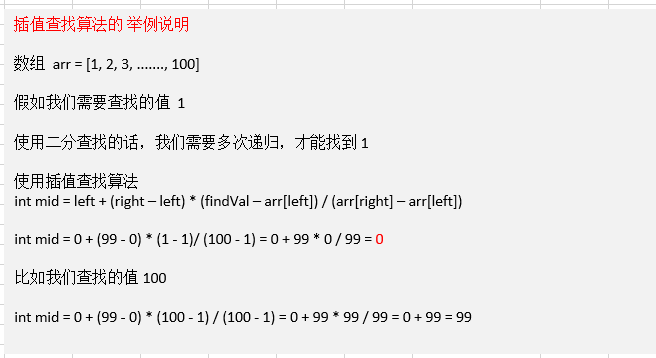 插值查找算法的 举例说明
数组 arr = [1, 2, 3, ......., 100]
假如我们需要查找的值 1
使用二分查找的话，我们需要多次递归，才能找到 1
使用插值查找算法
int mid = left + (right – left) * (findVal – arr[left]) / (arr[right] – arr[left])
int mid = 0 + (99 - 0) * (1 - 1)/ (100 - 1) = 0 + 99 * 0 / 99 = 0
比如我们查找的值 100
int mid = 0 + (99 - 0) * (100 - 1) / (100 - 1) = 0 + 99 * 99 / 99 = 0 + 99 = 99